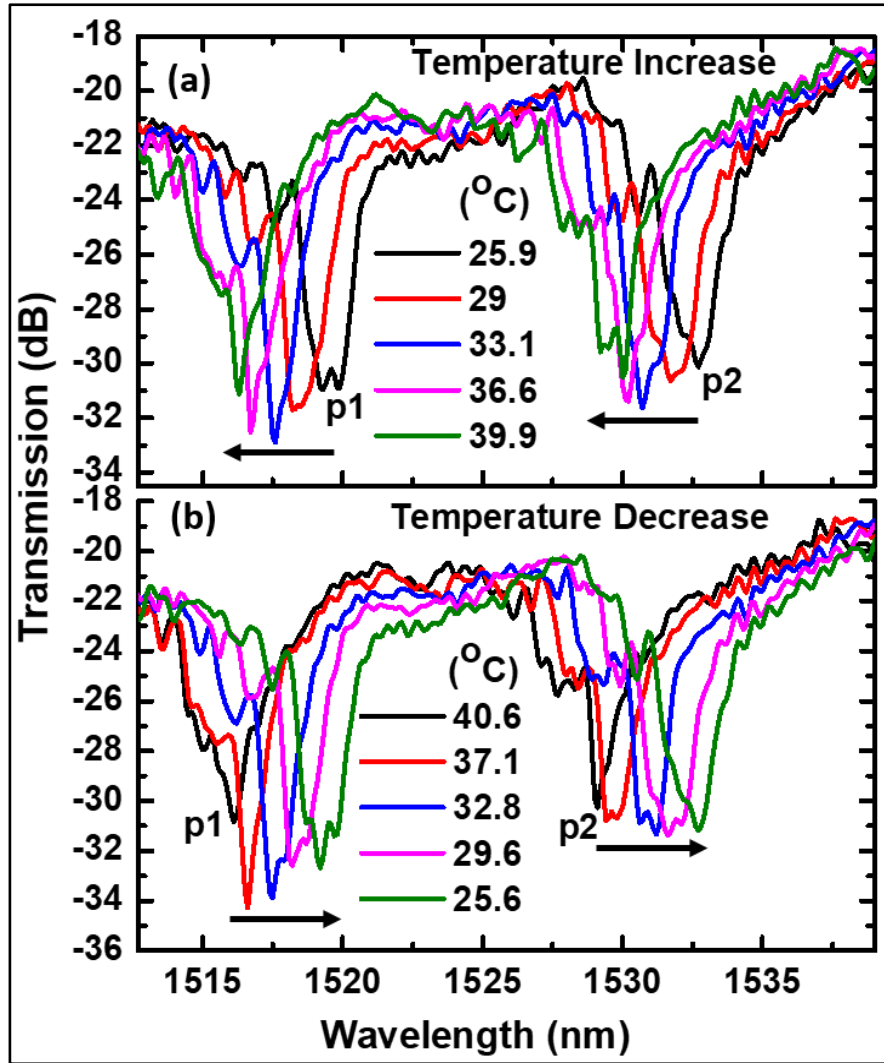 Transmission (dB)
-18
-20
-22
-24
-26
-28
-30
-32
-34
(a)
Temperature Increase
(°C)
25.9
29
33.1
36.6
39.9
p1
p2
-18
-20
-22
-24
-26
-28
-30
-32
-34
-36
(b)
Temperature Decrease
(°C)
40.6
37.1
32.8
29.6
25.6
p1
p2
1515
1520
1525
1530
1535
Wavelength (nm)